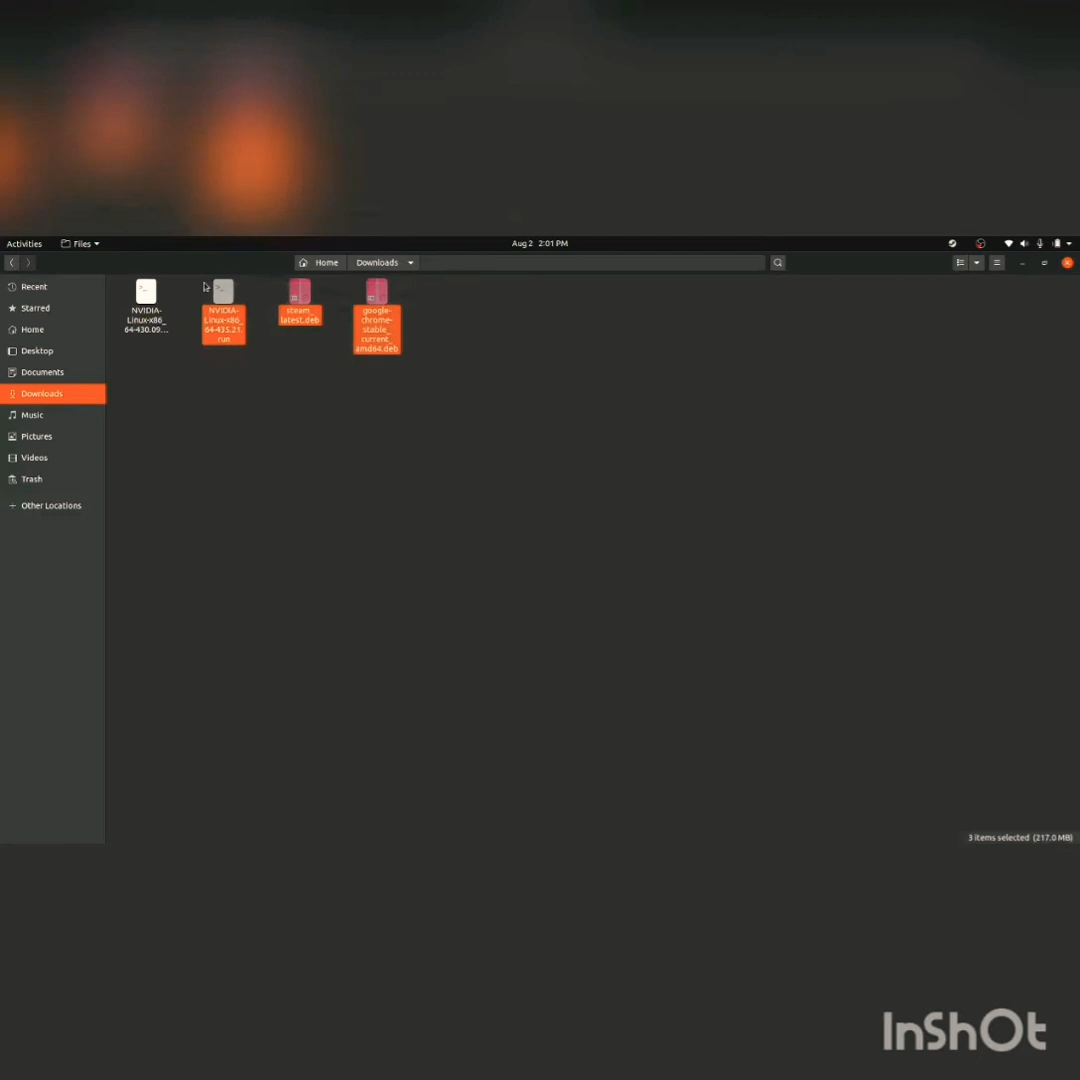 Activities Files Aug 2 2:01 PM
Home Downloads
Recent
Starred
Home
Desktop
Documents
Downloads
Music
Pictures
Videos
Trash
Other Locations
NVIDIA-
Linux-x86_
64-430.09...
NVIDIA-
Linux-x86_
64-435.21.
run
steam_
latest.deb
google-
chrome-
stable_
current_
amd64.deb
3 items selected (217.0 MB)
InShOt